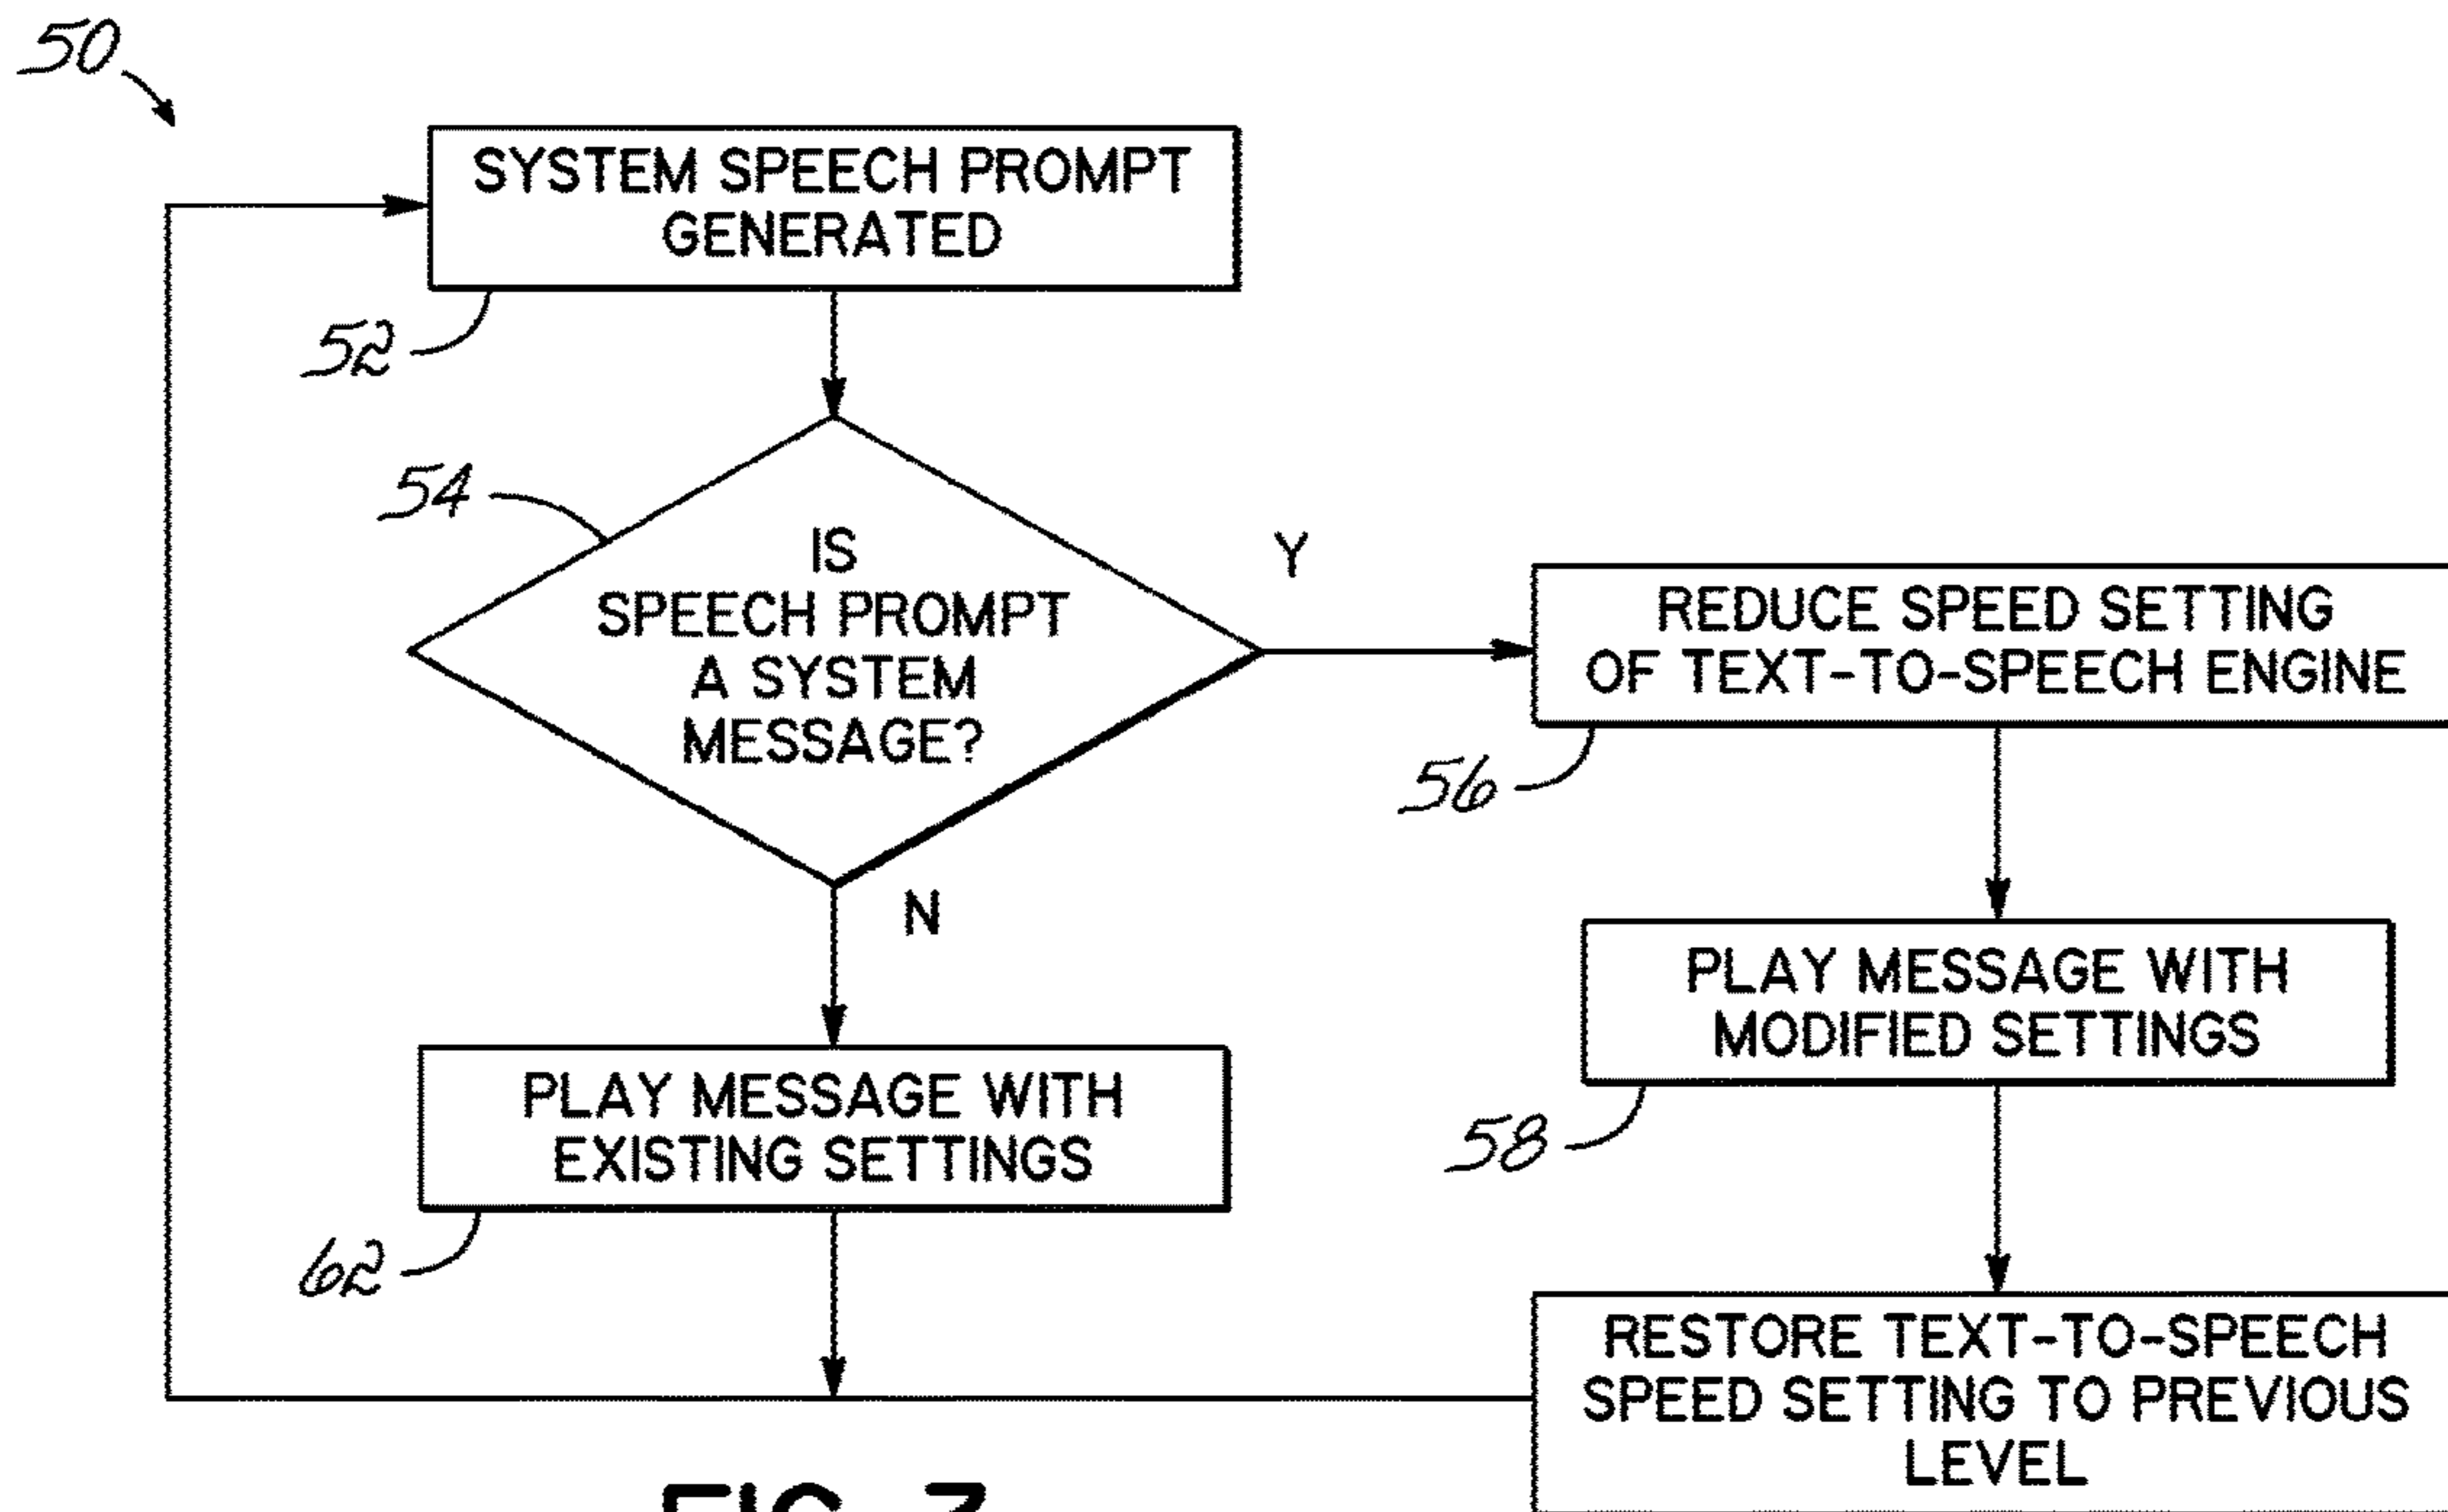 50
SYSTEM SPEECH PROMPT
GENERATED
52
54
IS
SPEECH PROMPT
A SYSTEM
MESSAGE?
Y
N
REDUCE SPEED SETTING
OF TEXT-TO-SPEECH ENGINE
56
PLAY MESSAGE WITH
MODIFIED SETTINGS
58
PLAY MESSAGE WITH
EXISTING SETTINGS
62
RESTORE TEXT-TO-SPEECH
SPEED SETTING TO PREVIOUS
LEVEL
FIG.